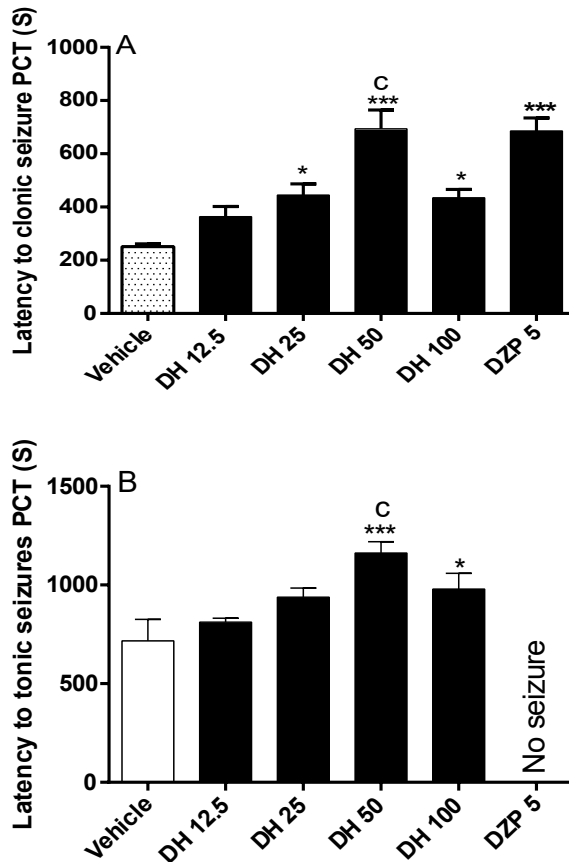 A
Latency to clonic seizure PCT (S)
1000
800
600
400
200
0
C
***
*
*
***
Vehicle
DH 12.5
DH 25
DH 50
DH 100
DZP 5
B
Latency to tonic seizures PCT (S)
1500
1000
500
0
C
***
*
No seizure
Vehicle
DH 12.5
DH 25
DH 50
DH 100
DZP 5